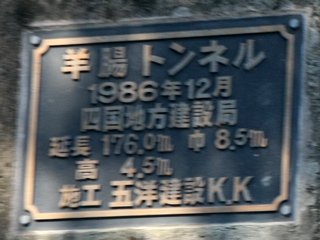 羊腸トンネル
1986年12月
四国地方建設局
延長 176.0m 巾 8.5m
高 4.5m
施工 五洋建設K.K